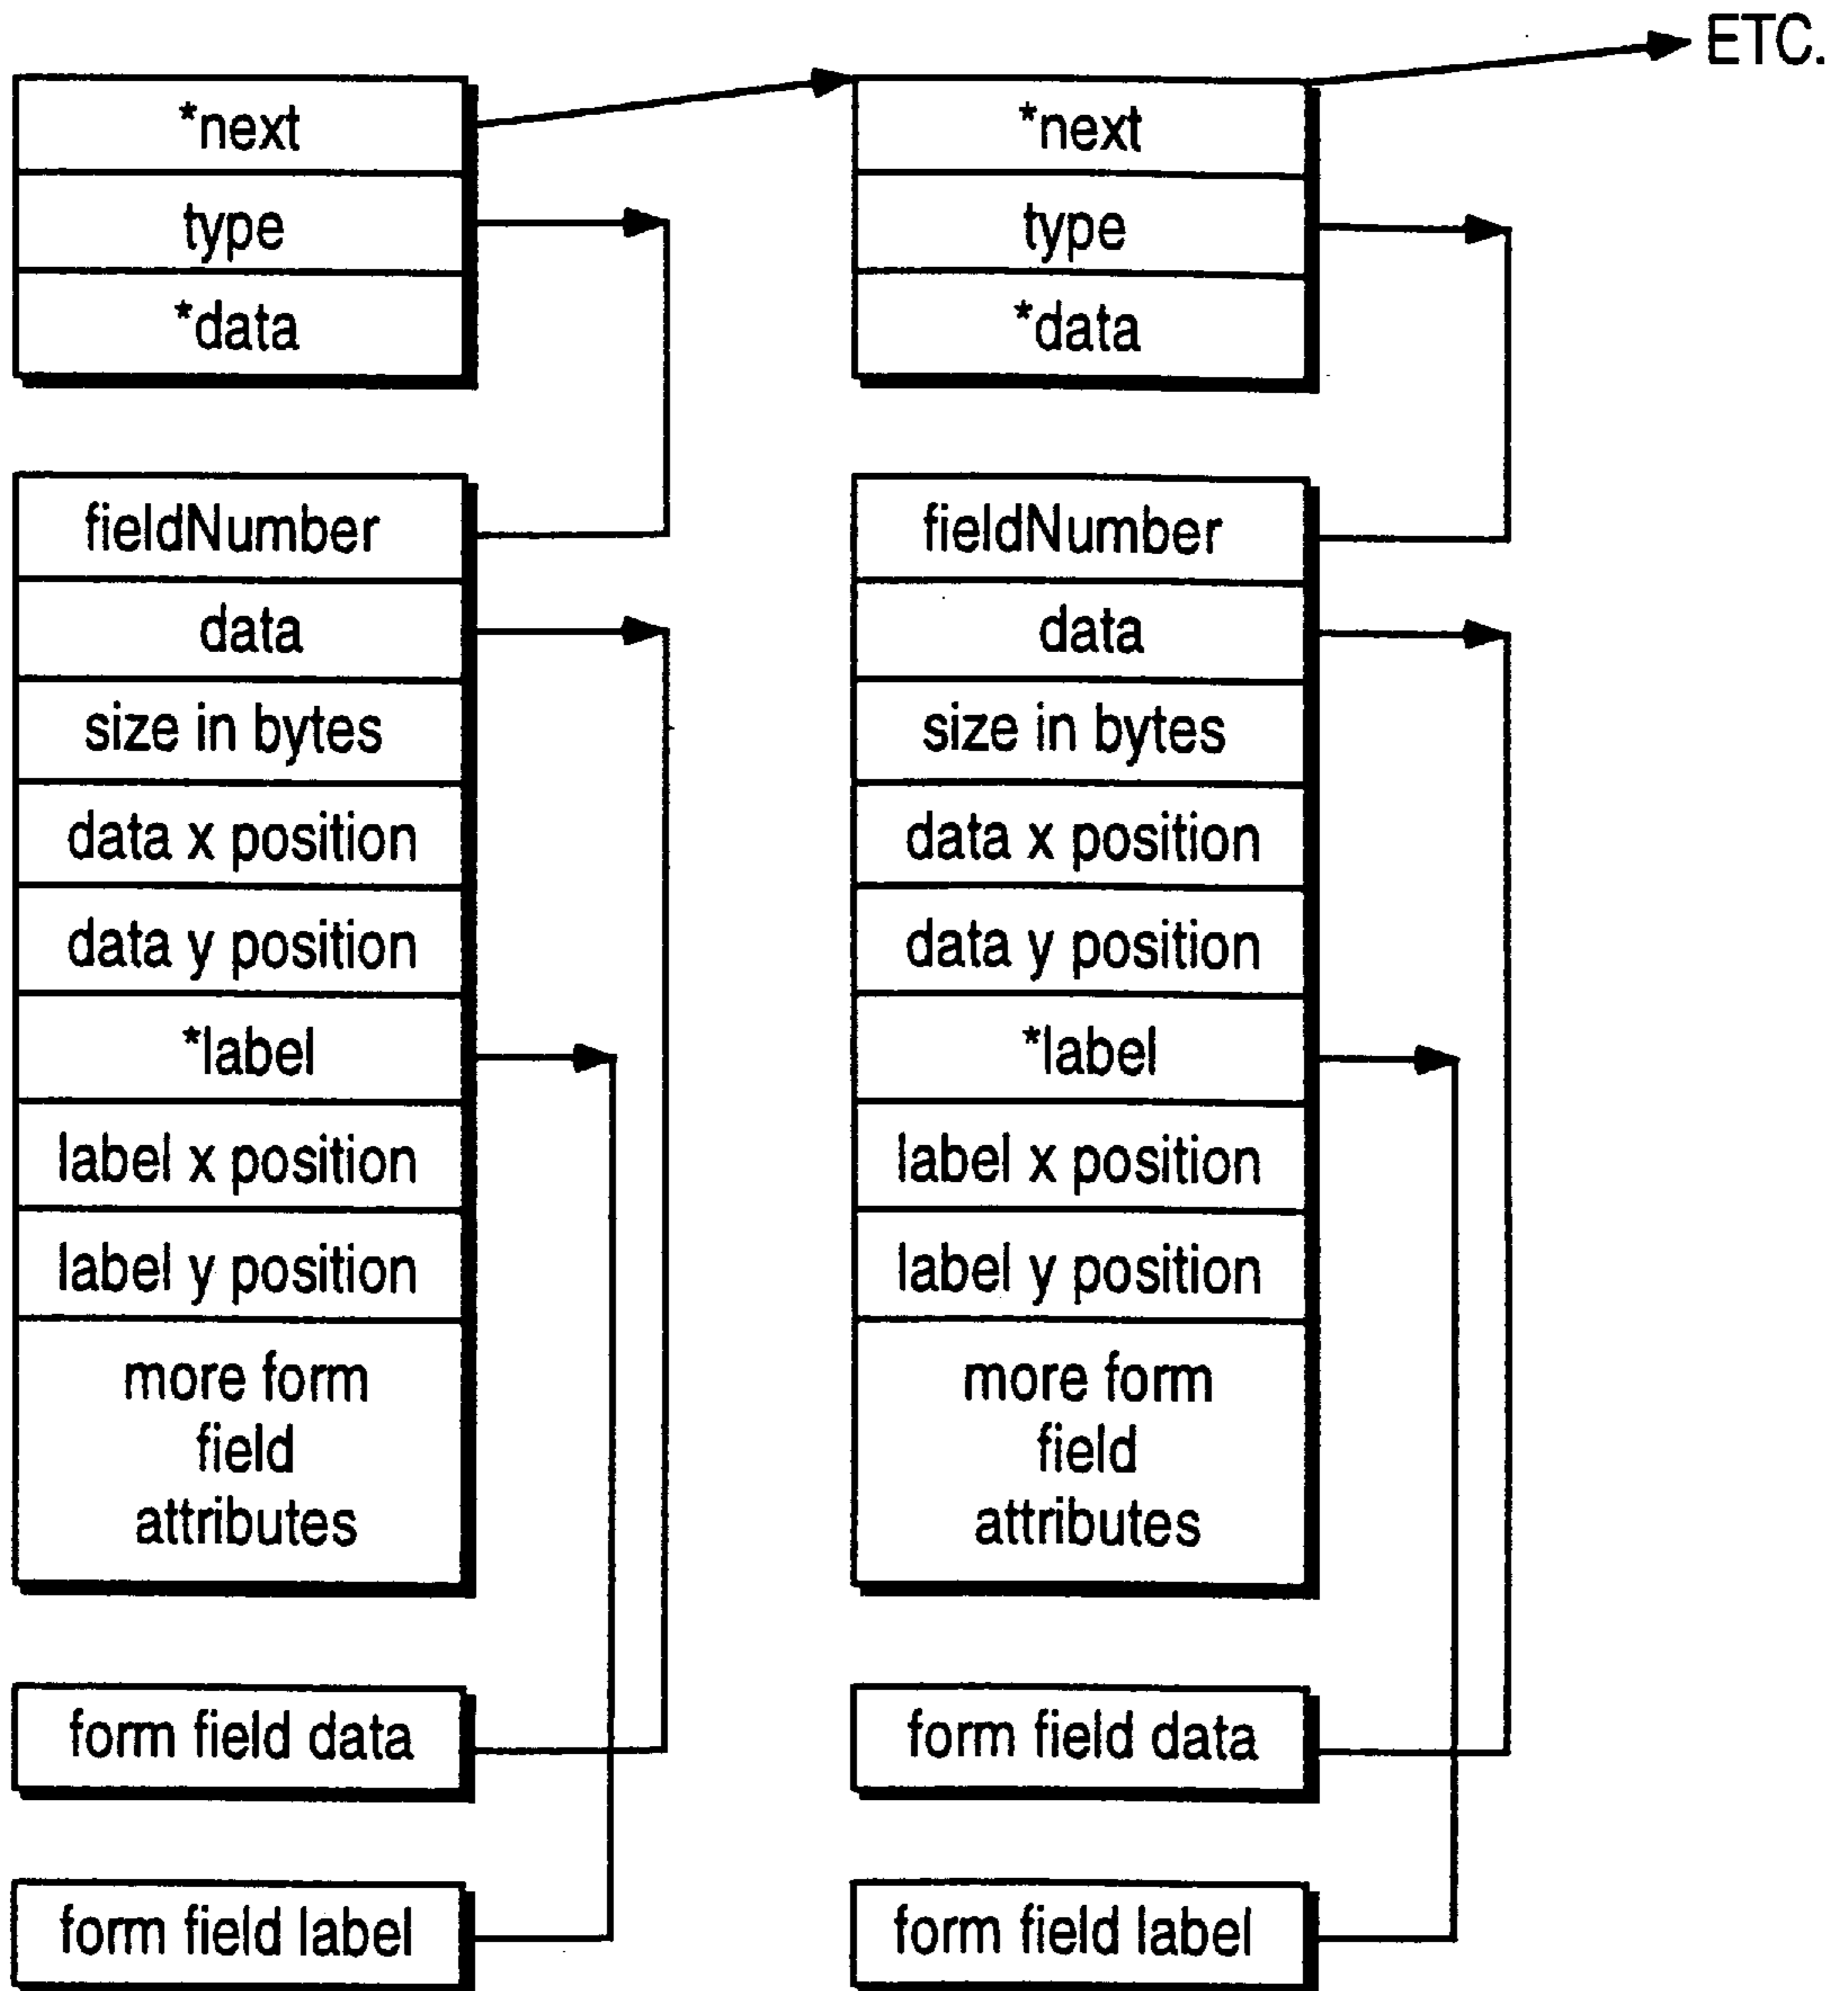 ETC.
*next
type
*data
fieldNumber
data
size in bytes
data x position
data y position
*label
label x position
label y position
more form
field
attributes
form field data
form field label
*next
type
*data
fieldNumber
data
size in bytes
data x position
data y position
*label
label x position
label y position
more form
field
attributes
form field data
form field label